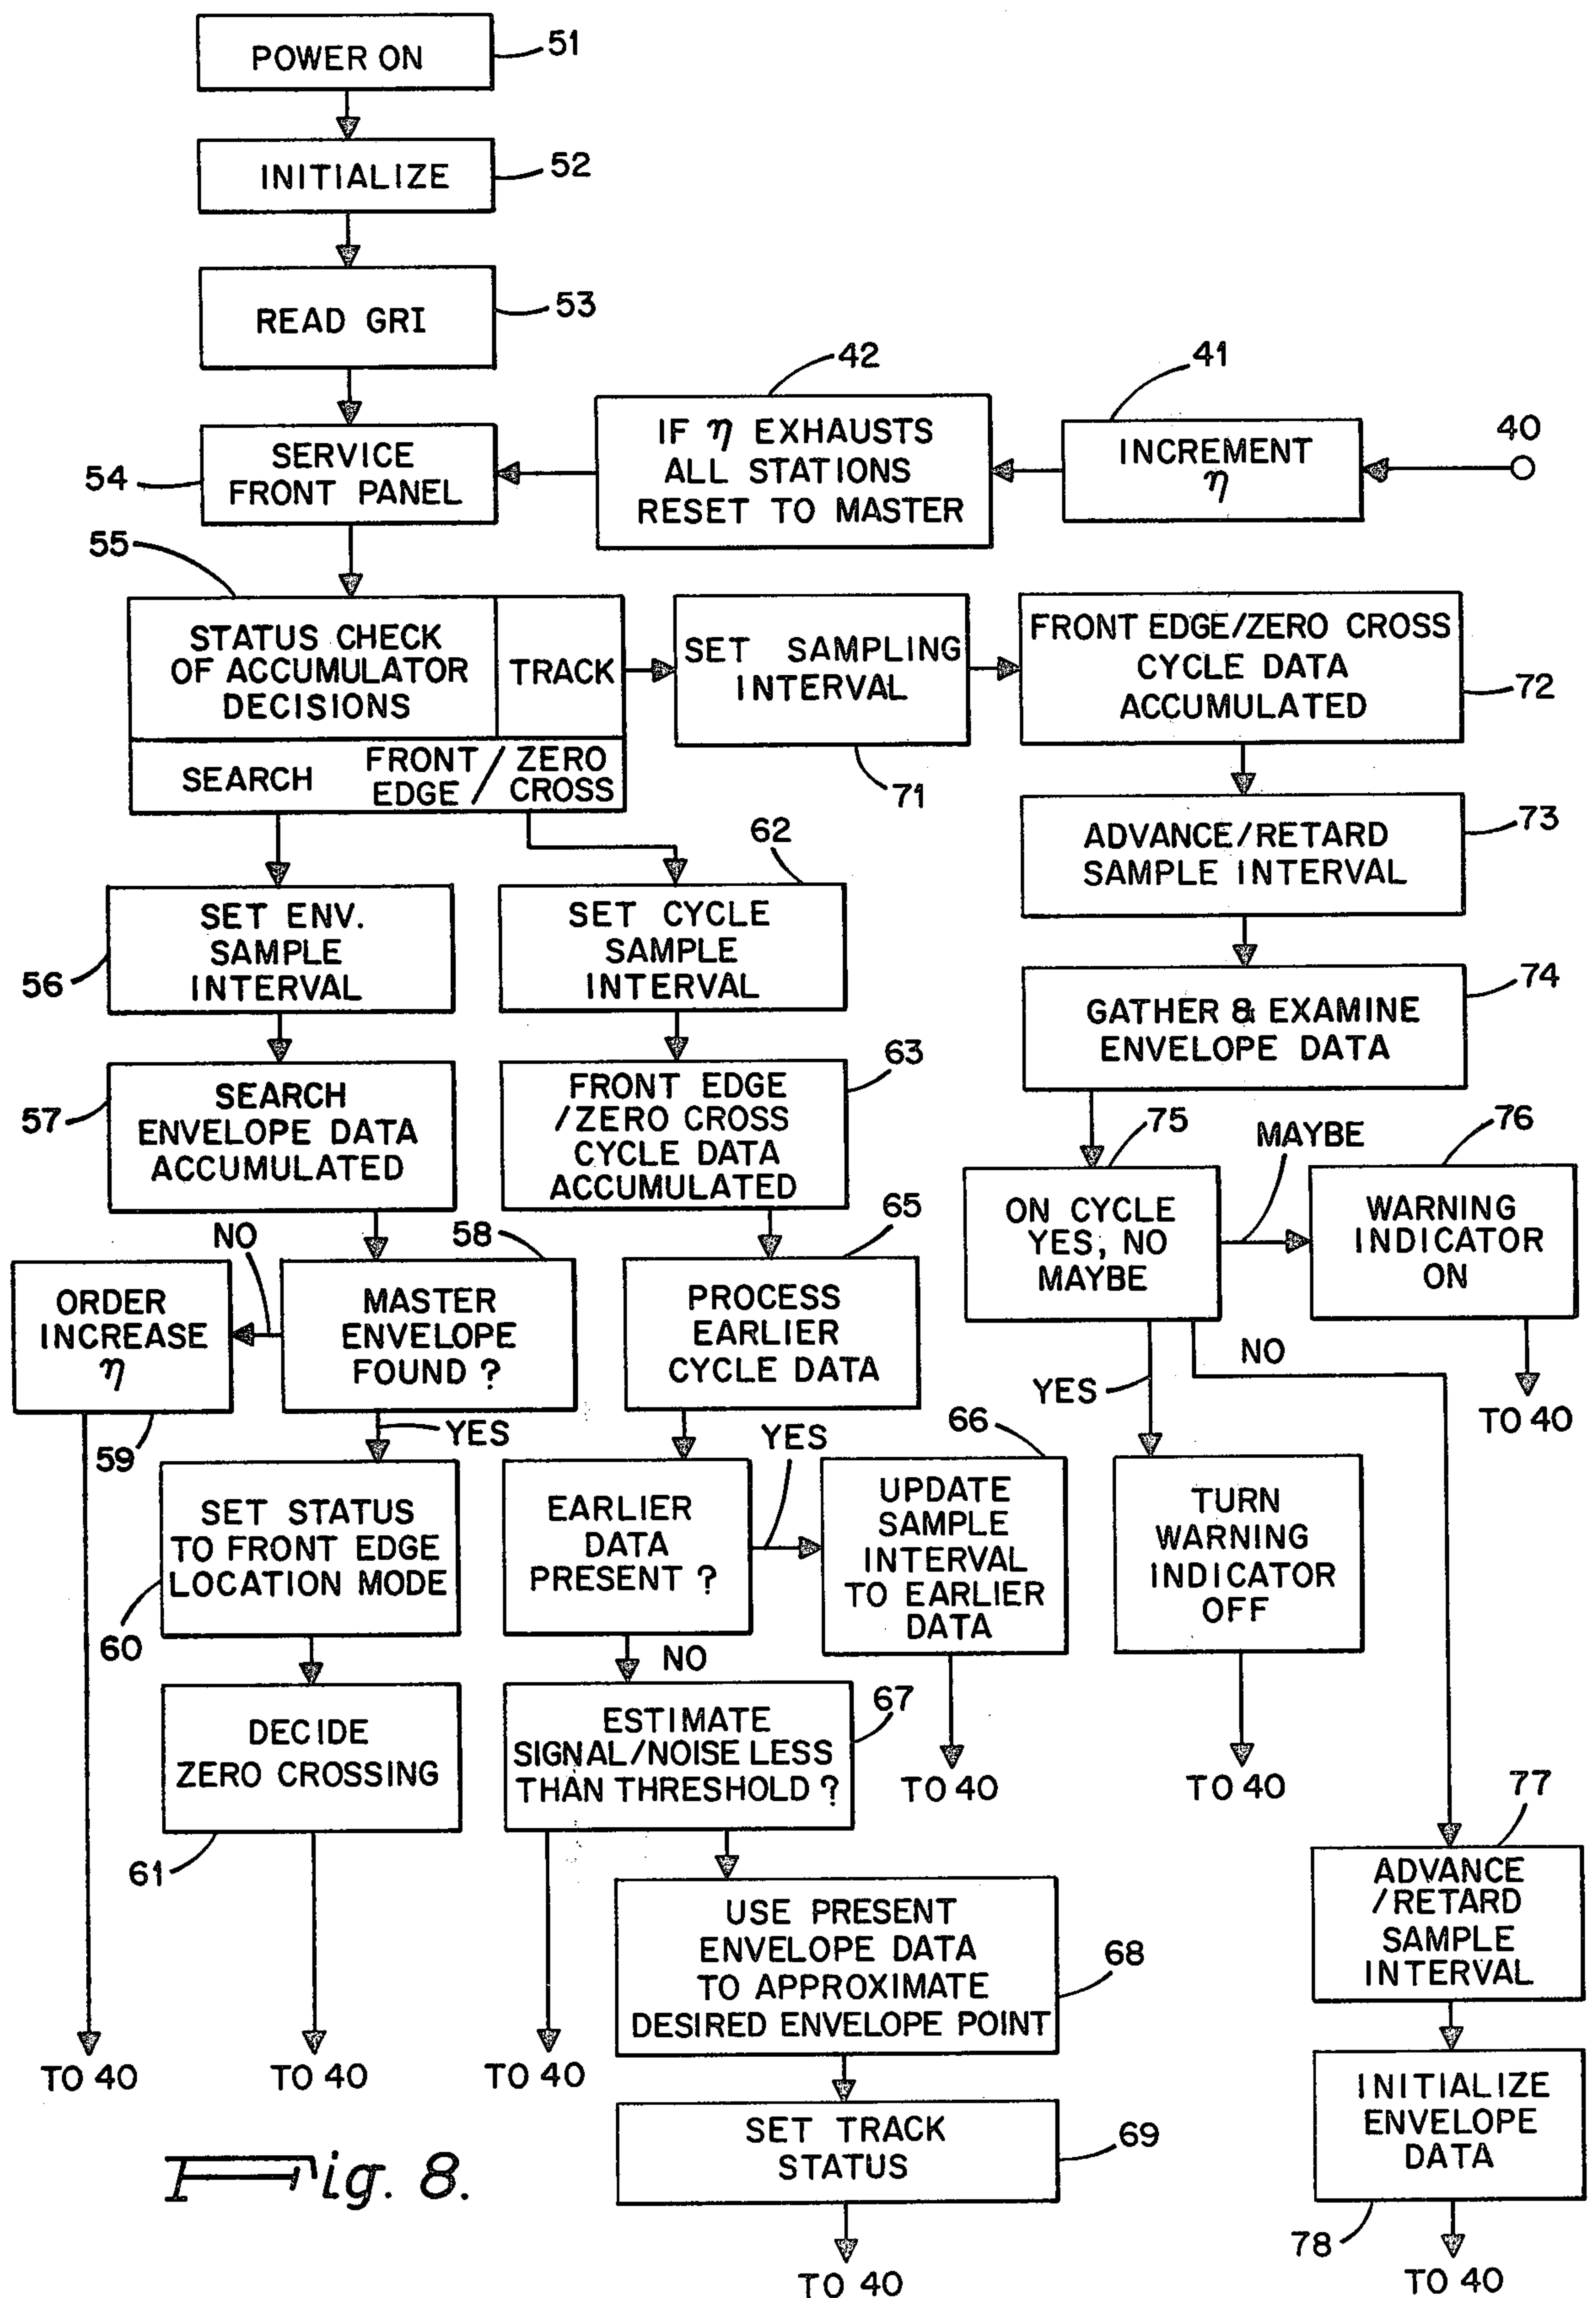 POWER ON
51
INITIALIZE
52
READ GRI
53
SERVICE
FRONT PANEL
54
IF η EXHAUSTS
ALL STATIONS
RESET TO MASTER
42
INCREMENT
η
41
40
55
STATUS CHECK
OF ACCUMULATOR
DECISIONS
TRACK
SEARCH
FRONT
EDGE
/
ZERO
CROSS
SET SAMPLING
INTERVAL
71
FRONT EDGE/ZERO CROSS
CYCLE DATA
ACCUMULATED
72
ADVANCE/RETARD
SAMPLE INTERVAL
73
GATHER & EXAMINE
ENVELOPE DATA
74
SET ENV.
SAMPLE
INTERVAL
56
SET CYCLE
SAMPLE
INTERVAL
62
SEARCH
ENVELOPE DATA
ACCUMULATED
57
FRONT EDGE
/ZERO CROSS
CYCLE DATA
ACCUMULATED
63
ON CYCLE
YES, NO
MAYBE
75
MAYBE
WARNING
INDICATOR
ON
76
TO 40
NO
ORDER
INCREASE
η
59
MASTER
ENVELOPE
FOUND ?
58
YES
PROCESS
EARLIER
CYCLE DATA
65
YES
NO
SET STATUS
TO FRONT EDGE
LOCATION MODE
60
EARLIER
DATA
PRESENT ?
YES
NO
UPDATE
SAMPLE
INTERVAL
TO EARLIER
DATA
66
TO 40
TURN
WARNING
INDICATOR
OFF
TO 40
DECIDE
ZERO CROSSING
61
ESTIMATE
SIGNAL/NOISE LESS
THAN THRESHOLD ?
67
ADVANCE
/RETARD
SAMPLE
INTERVAL
77
USE PRESENT
ENVELOPE DATA
TO APPROXIMATE
DESIRED ENVELOPE POINT
68
TO 40
TO 40
TO 40
INITIALIZE
ENVELOPE
DATA
78
SET TRACK
STATUS
69
TO 40
TO 40
Fig. 8.